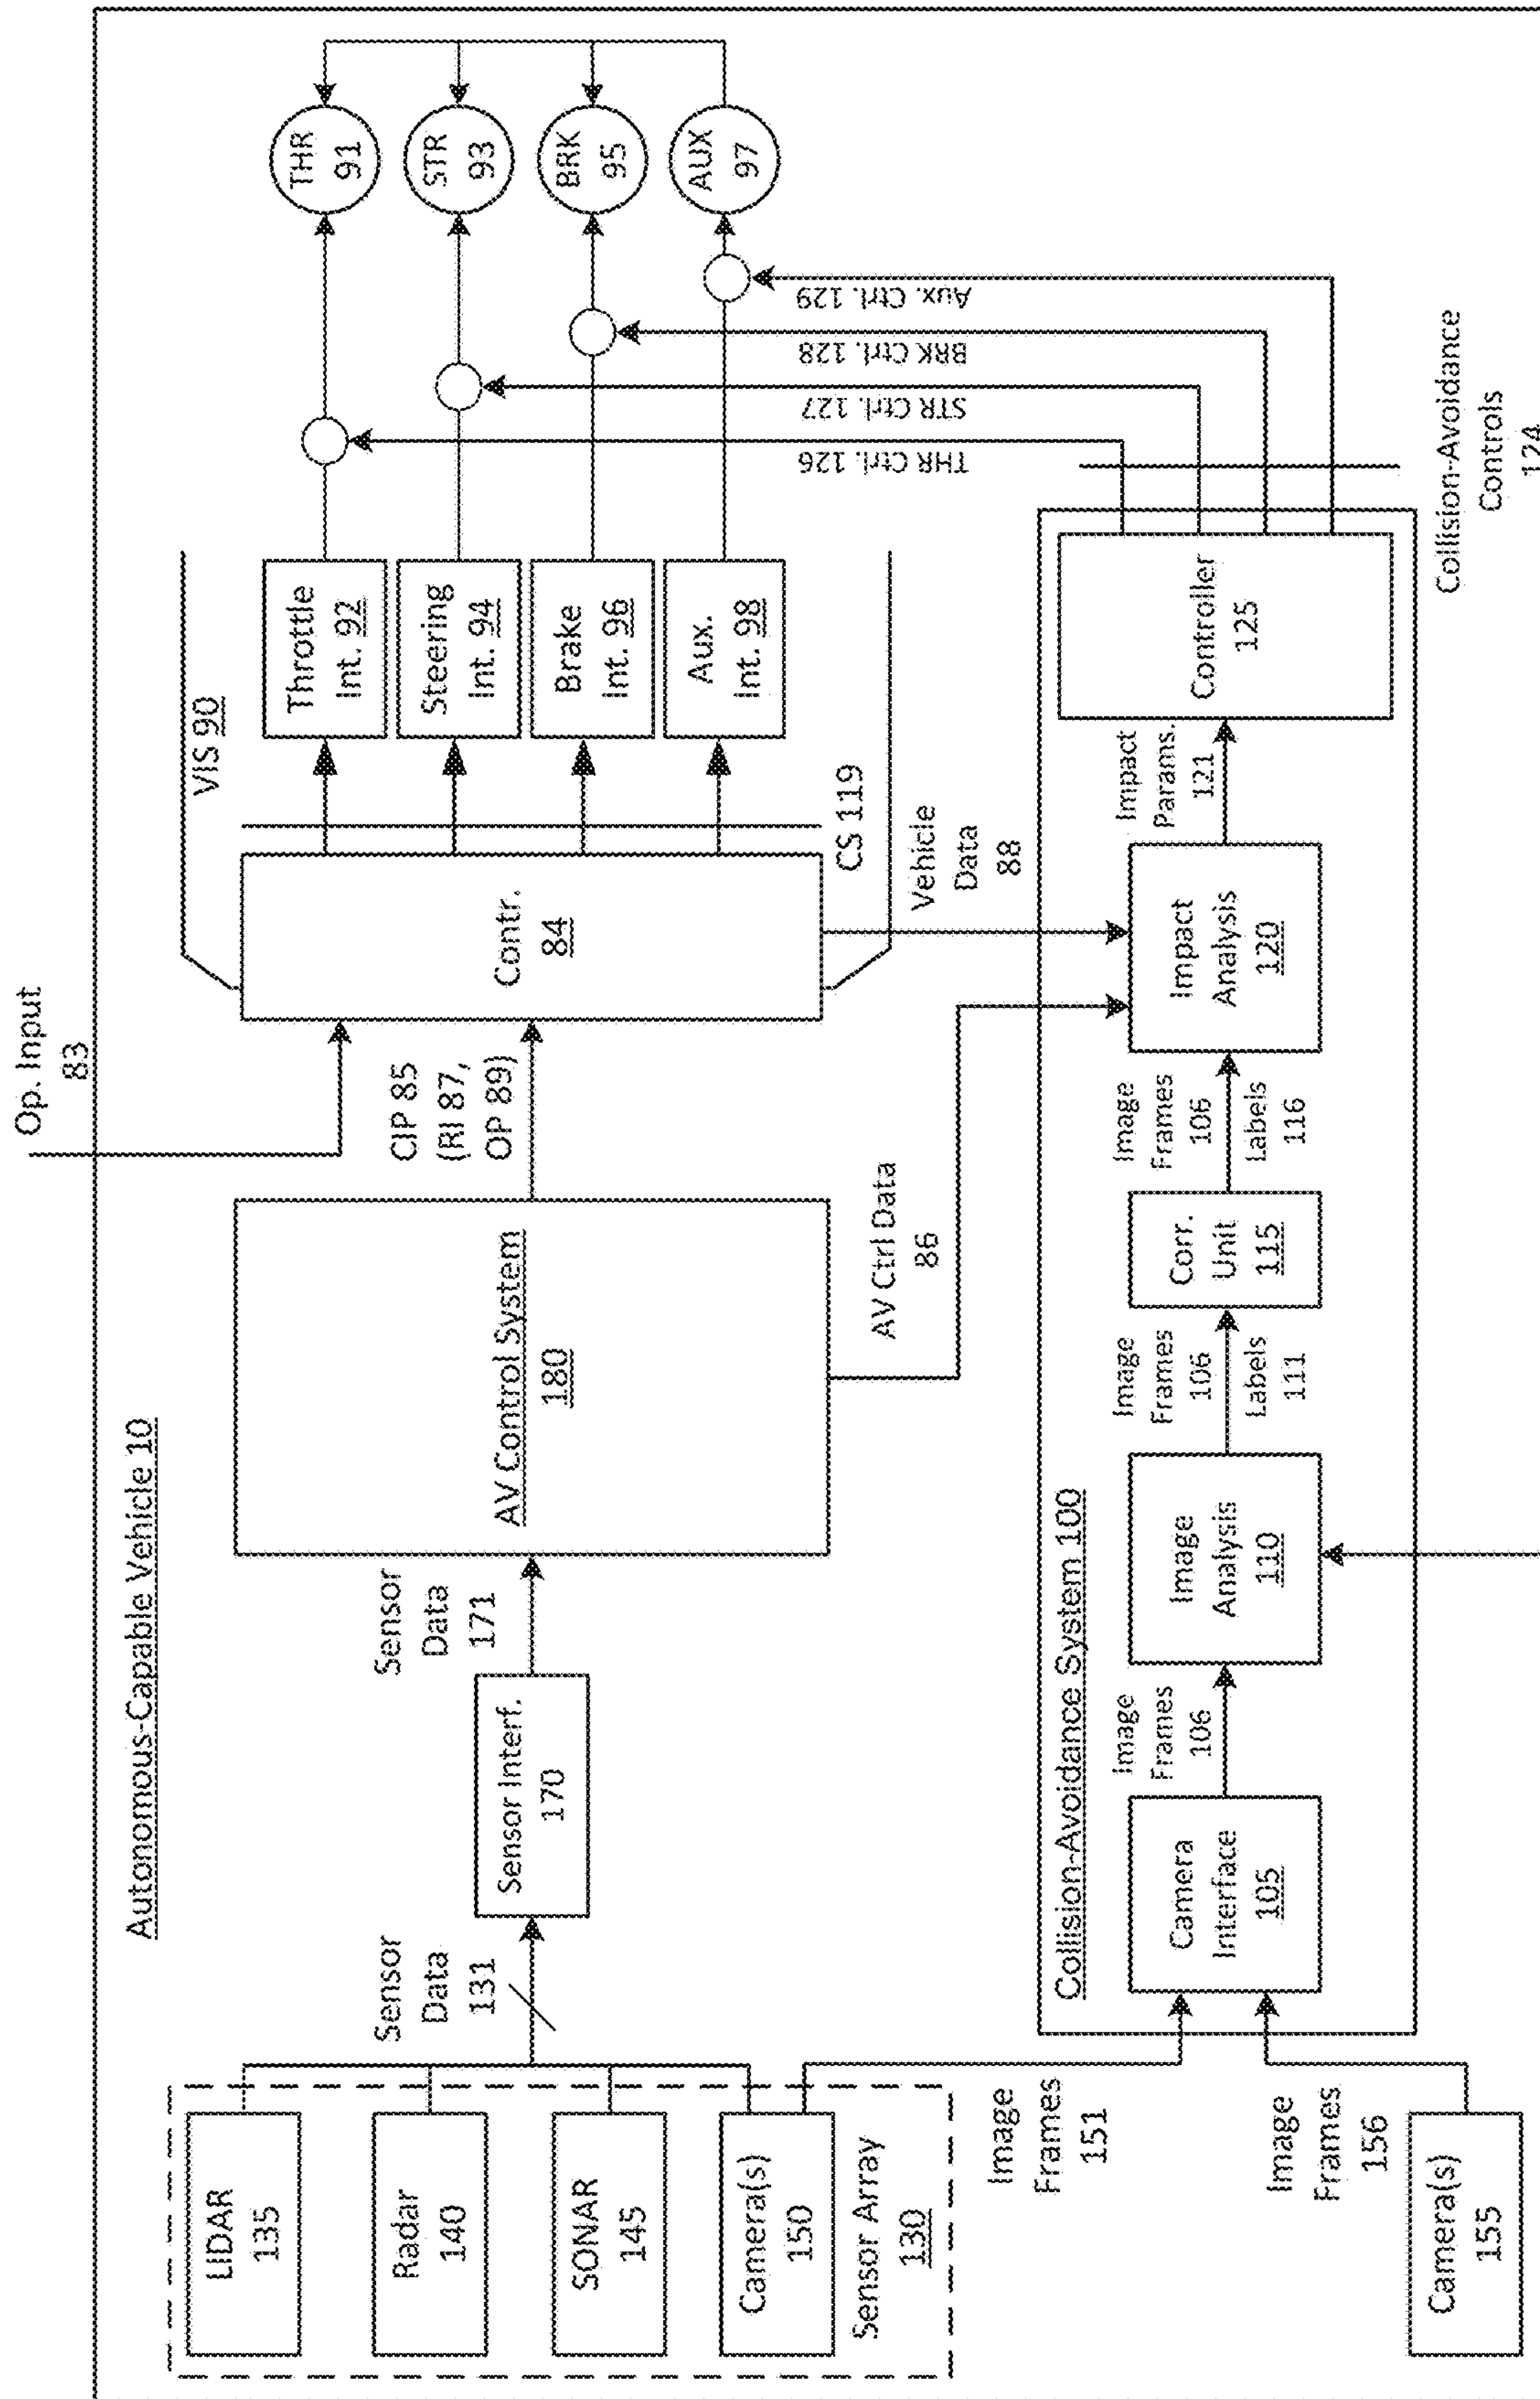 Autonomous-Capable Vehicle 10
Op. Input
83
LIDAR
135
Radar
140
SONAR
145
Camera(s)
150
Sensor Array
130
Sensor
Data
131
Sensor Interf.
170
Sensor
Data
171
AV Control System
180
CIP 85
(RI 87,
OP 89)
Contr.
84
VIS 90
CS 119
Throttle
Int. 92
Steering
Int. 94
Brake
Int. 96
Aux.
Int. 98
THR
91
STR
93
BRK
95
AUX
97
THR Ctrl. 126
STR Ctrl. 127
BRK Ctrl. 128
Aux. Ctrl. 129
AV Ctrl Data
86
Vehicle
Data
88
Image
Frames
151
Image
Frames
156
Camera(s)
155
Collision-Avoidance System 100
Camera
Interface
105
Image
Frames
106
Image
Analysis
110
Image
Frames
106
Labels
111
Corr.
Unit
115
Image
Frames
106
Labels
116
Impact
Analysis
120
Impact
Params.
121
Controller
125
Collision-Avoidance
Controls
124